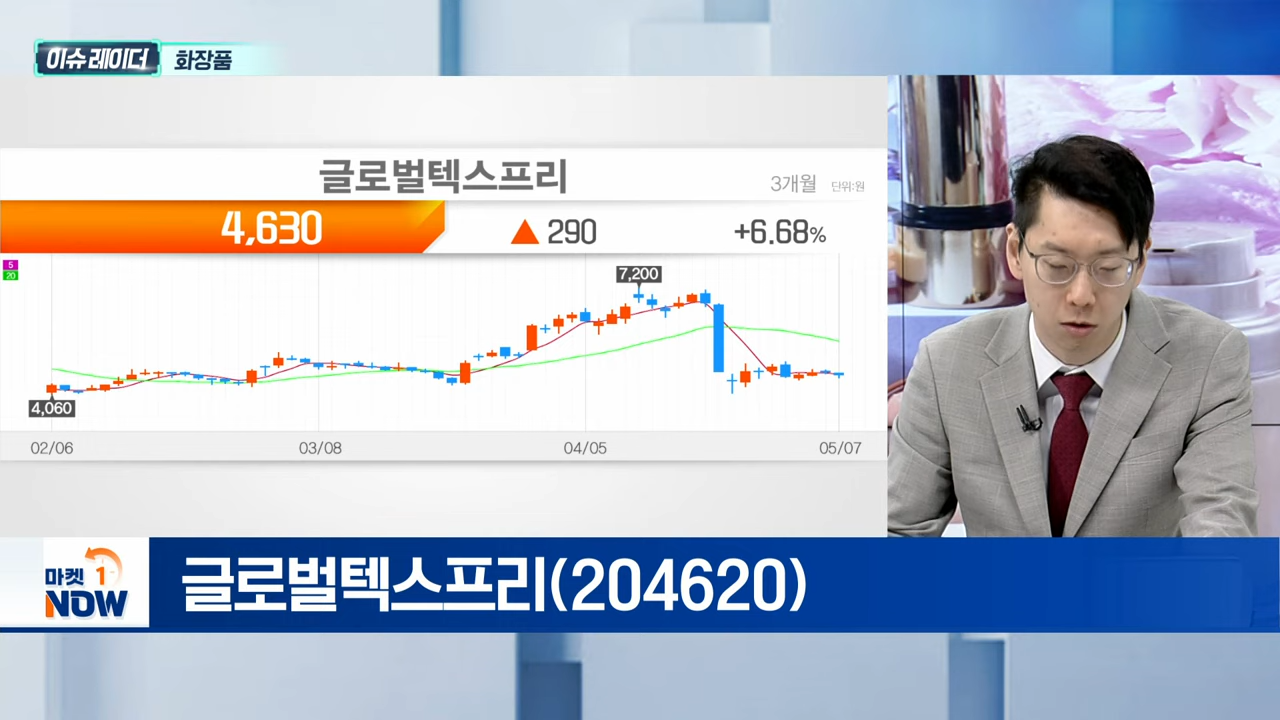 이슈 레이더 화장품
글로벌텍스프리
3개월 단위:원
4,630 ▲ 290 +6.68%
5
20
7,200
4,060
02/06 03/08 04/05 05/07
마켓 1
NOW
글로벌텍스프리(204620)